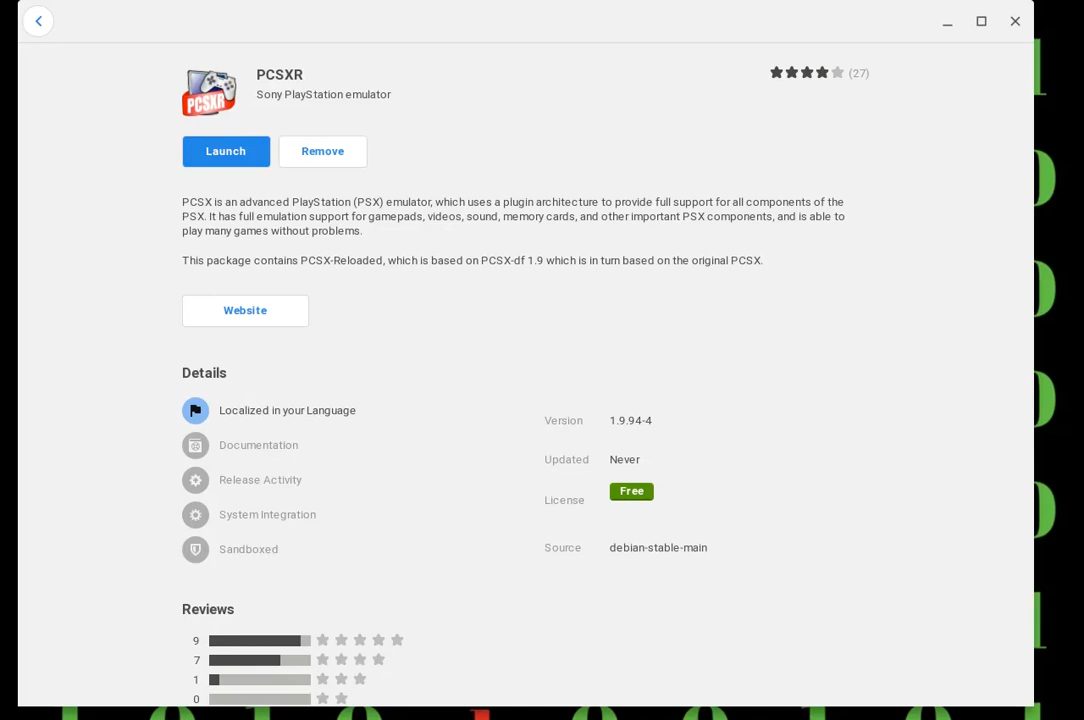 PCSXR
PCSXR
(27)
Sony PlayStation emulator
Launch
Remove
PCSX is an advanced PlayStation (PSX) emulator, which uses a plugin architecture to provide full support for all components of the
PSX. It has full emulation support for gamepads, videos, sound, memory cards, and other important PSX components, and is able to
play many games without problems.
This package contains PCSX-Reloaded, which is based on PCSX-df 1.9 which is in turn based on the original PCSX.
Website
Details
Localized in your Language
Documentation
Release Activity
System Integration
Sandboxed
Version 1.9.94-4
Updated Never
License Free
Source debian-stable-main
Reviews
9
7
1
0